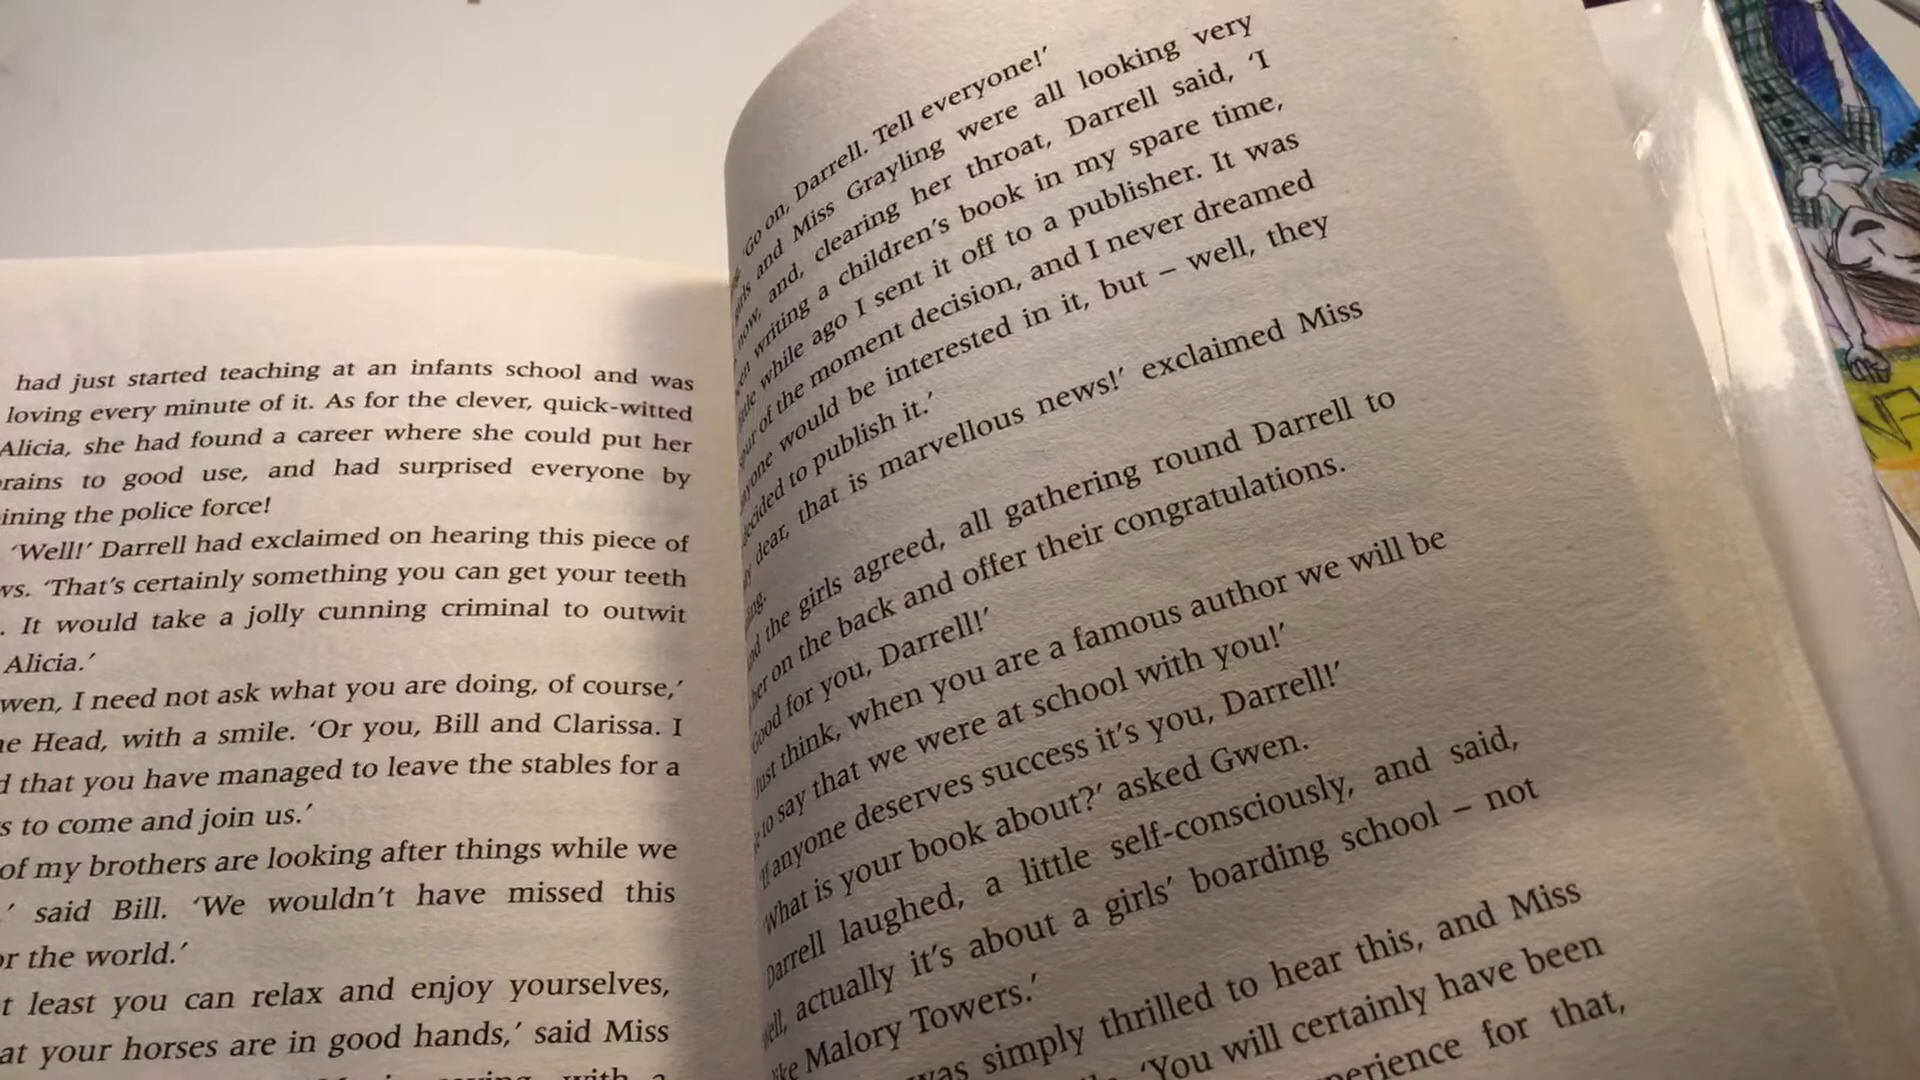 had just started teaching at an infants school and was
loving every minute of it. As for the clever, quick-witted
Alicia, she had found a career where she could put her
to good use, and had surprised everyone by
the police force!
'Well!' Darrell had exclaimed on hearing this piece of
'That's certainly something you can get your teeth
. It would take a jolly cunning criminal to outwit
Alicia.'
I need not ask what you are doing, of course,'
Head, with a smile. 'Or you, Bill and Clarissa. I
that you have managed to leave the stables for a
to come and join us.'
of my brothers are looking after things while we
,' said Bill. 'We wouldn't have missed this
the world.'
least you can relax and enjoy yourselves,
your horses are in good hands,' said Miss
with a
'Go on, Darrell. Tell everyone!'
and Miss Grayling were all looking very
now, and, clearing her throat, Darrell said, 'I
writing a children's book in my spare time,
while ago I sent it off to a publisher. It was
of the moment decision, and I never dreamed
would be interested in it, but – well, they
decided to publish it.'
dear, that is marvellous news!' exclaimed Miss
the girls agreed, all gathering round Darrell to
her on the back and offer their congratulations.
'Good for you, Darrell!'
'Just think, when you are a famous author we will be
to say that we were at school with you!'
'If anyone deserves success it's you, Darrell!'
'What is your book about?' asked Gwen.
Darrell laughed, a little self-consciously, and said,
'Well, actually it's about a girls' boarding school – not
Malory Towers.'
was simply thrilled to hear this, and Miss
'You will certainly have been
for that,